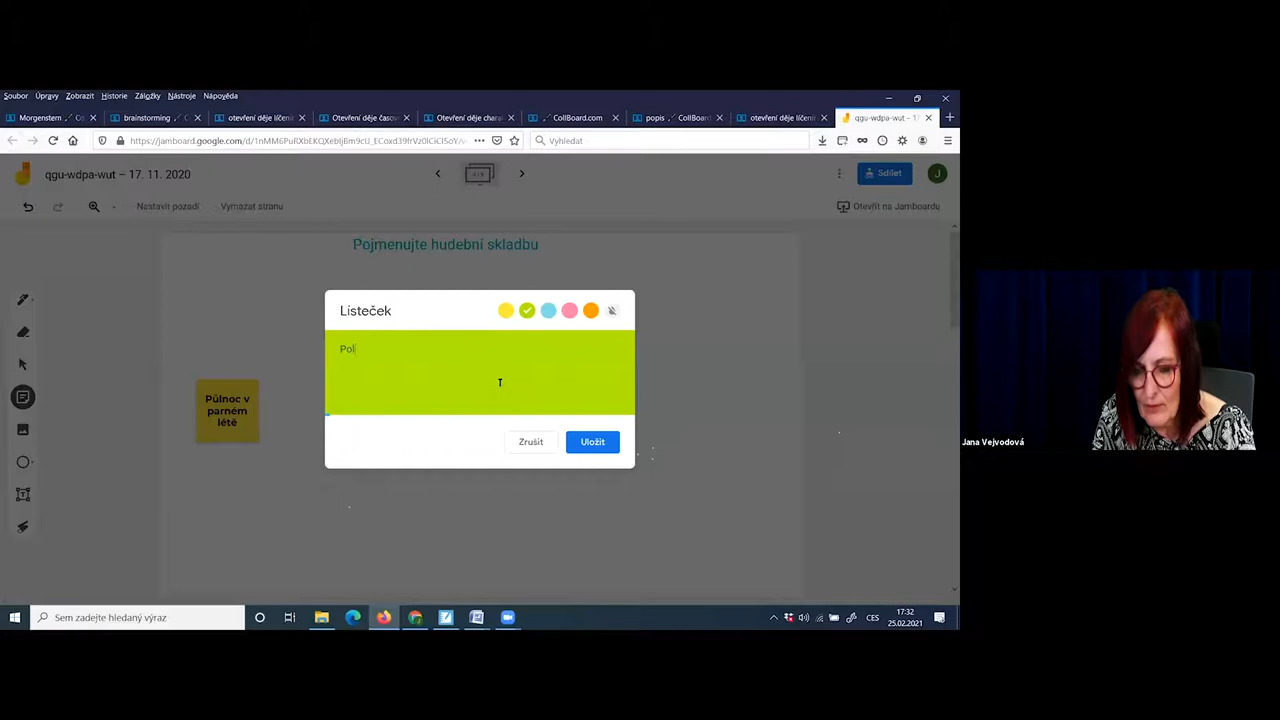 Soubor Úpravy Zobrazit Historie Záložky Nástroje Nápověda
Morgenstern Co
brainstorming C
otevření děje líčení
Otevření děje časov
Otevření děje chara
CollBoard.com
popis CollBoard
otevření děje líčení
qgu-wdpa-wut – 17
Vyhledat
qgu-wdpa-wut – 17. 11. 2020
Sdílet
J
Nastavit pozadí
Vymazat stranu
Otevřít na Jamboardu
Pojmenujte hudební skladbu
Lísteček
Pol
Půlnoc v
parném
létě
Zrušit
Uložit
Jana Vejvodová
Sem zadejte hledaný výraz
CES
17:32
25.02.2021